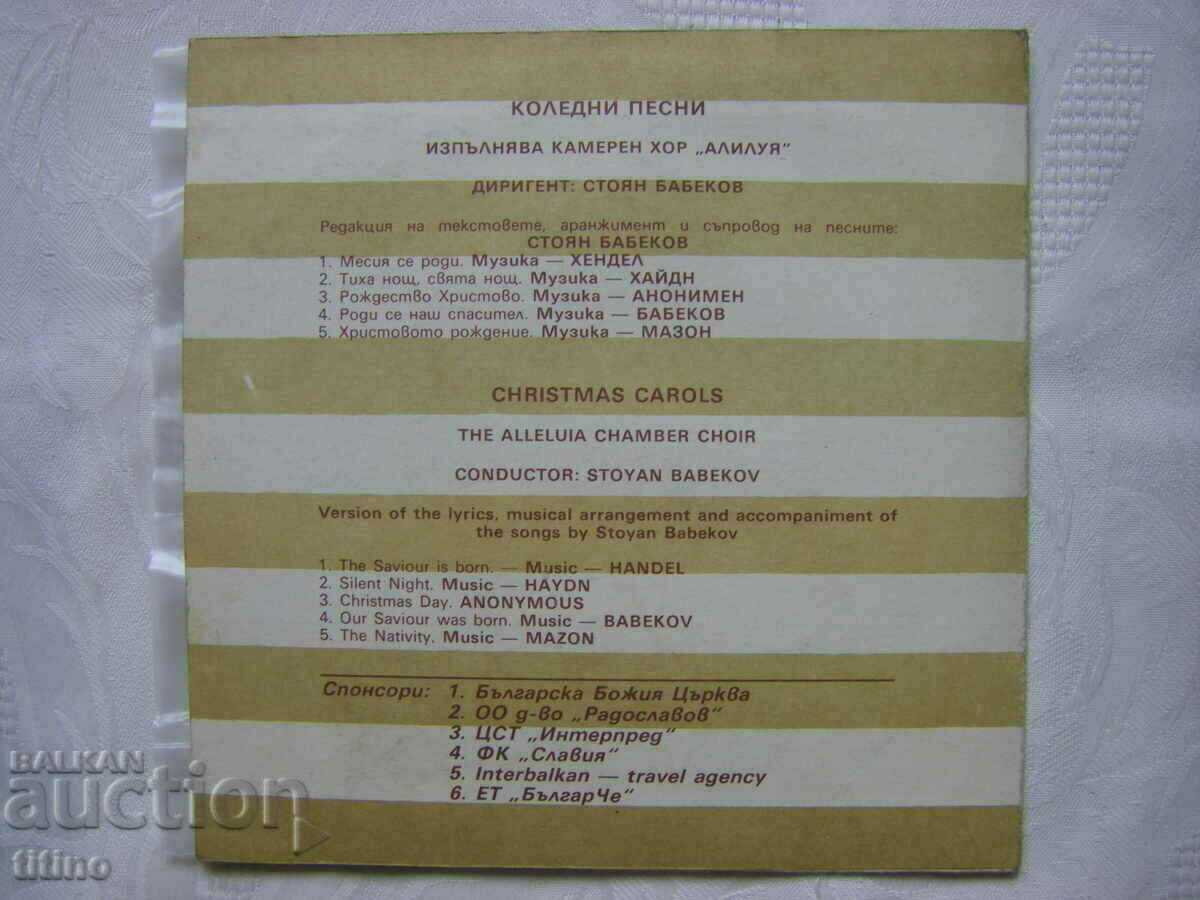 КОЛЕДНИ ПЕСНИ
ИЗПЪЛНЯВА КАМЕРЕН ХОР „АЛИЛУЯ"
ДИРИГЕНТ: СТОЯН БАБЕКОВ
Редакция на текстовете, аранжимент и съпровод на песните:
СТОЯН БАБЕКОВ
1. Месия се роди. Музика — ХЕНДЕЛ
2. Тиха нощ, свята нощ. Музика — ХАЙДН
3. Рождество Христово. Музика — АНОНИМЕН
4. Роди се наш спасител. Музика — БАБЕКОВ
5. Христовото рождение. Музика — МАЗОН
CHRISTMAS CAROLS
THE ALLELUIA CHAMBER CHOIR
CONDUCTOR: STOYAN BABEKOV
Version of the lyrics, musical arrangement and accompaniment of
the songs by Stoyan Babekov
1. The Saviour is born. — Music — HANDEL
2. Silent Night. Music — HAYDN
3. Christmas Day. ANONYMOUS
4. Our Saviour was born. Music — BABEKOV
5. The Nativity. Music — MAZON
Спонсори: 1. Българска Божия Църква
2. ОО д-во „Радославов"
3. ЦСТ „Интерпред"
4. ФК „Славия"
5. Interbalkan — travel agency
6. ЕТ „БългарЧе"
BALKAN
auction
titino